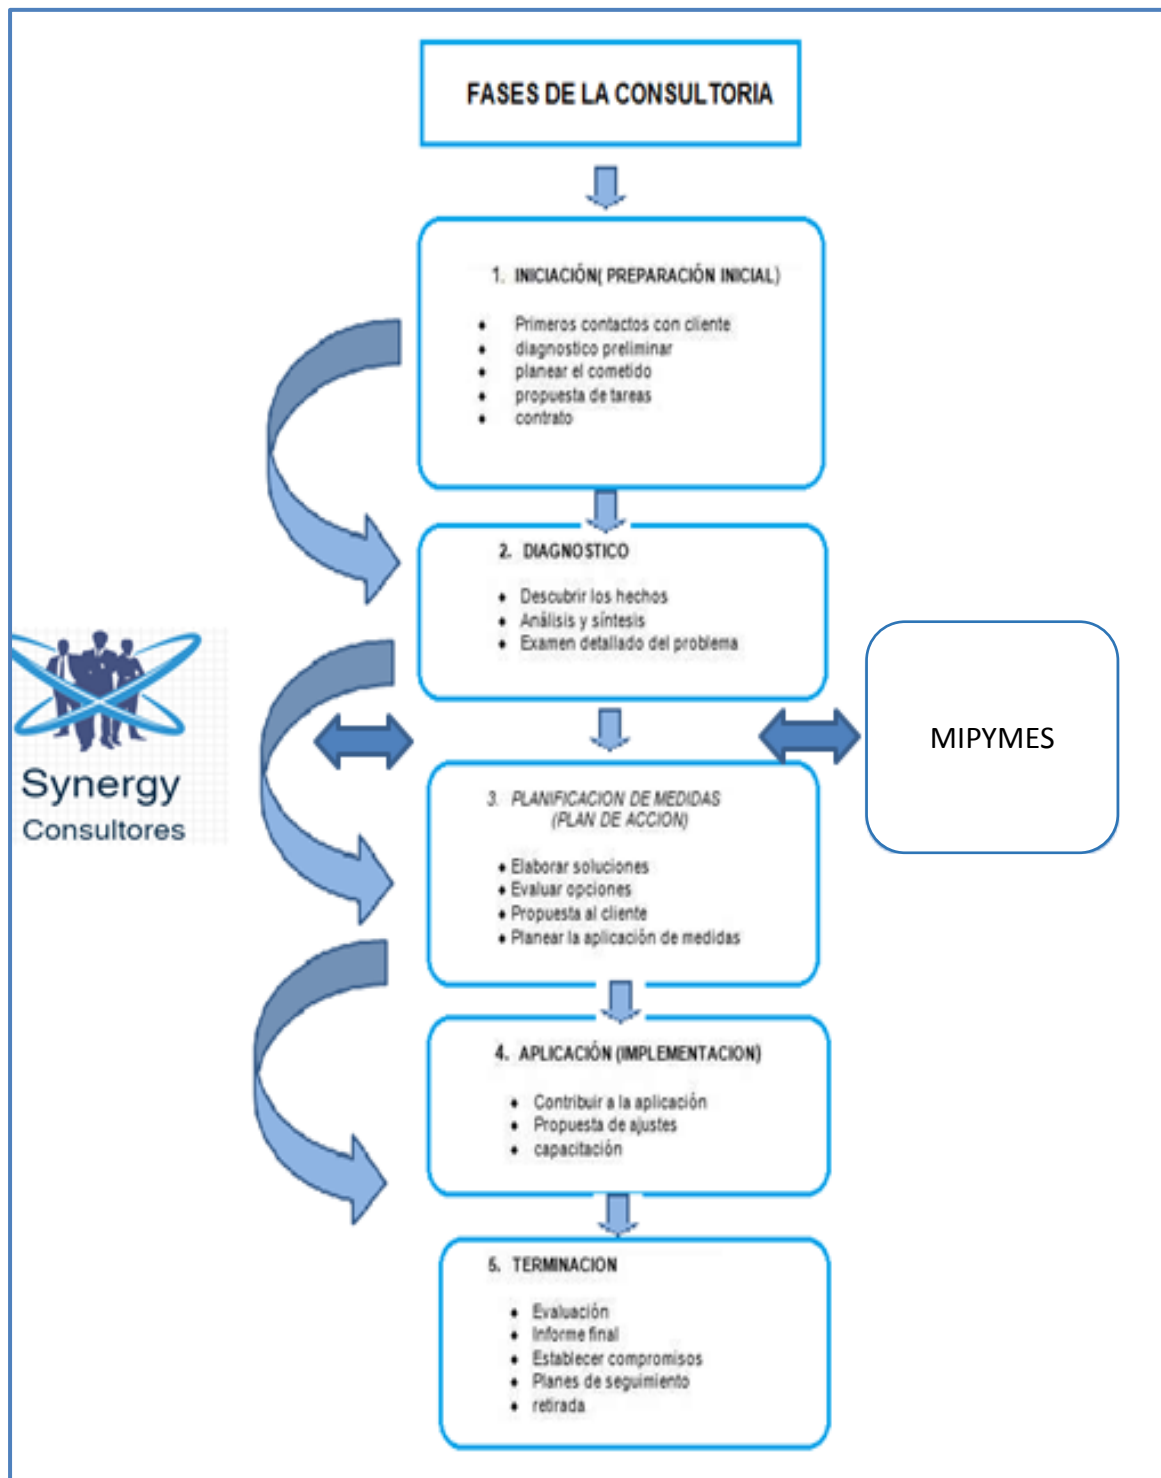 FASES DE LA CONSULTORIA
1. INICIACIÓN( PREPARACIÓN INICIAL)
♦ Primeros contactos con cliente
♦ diagnostico preliminar
♦ planear el cometido
♦ propuesta de tareas
♦ contrato
2. DIAGNOSTICO
♦ Descubrir los hechos
♦ Análisis y síntesis
♦ Examen detallado del problema
Synergy
Consultores
MIPYMES
3. PLANIFICACION DE MEDIDAS
(PLAN DE ACCION)
♦ Elaborar soluciones
♦ Evaluar opciones
♦ Propuesta al cliente
♦ Planear la aplicación de medidas
4. APLICACIÓN (IMPLEMENTACION)
• Contribuir a la aplicación
• Propuesta de ajustes
• capacitación
5. TERMINACION
♦ Evaluación
♦ Informe final
♦ Establecer compromisos
♦ Planes de seguimiento
♦ retirada